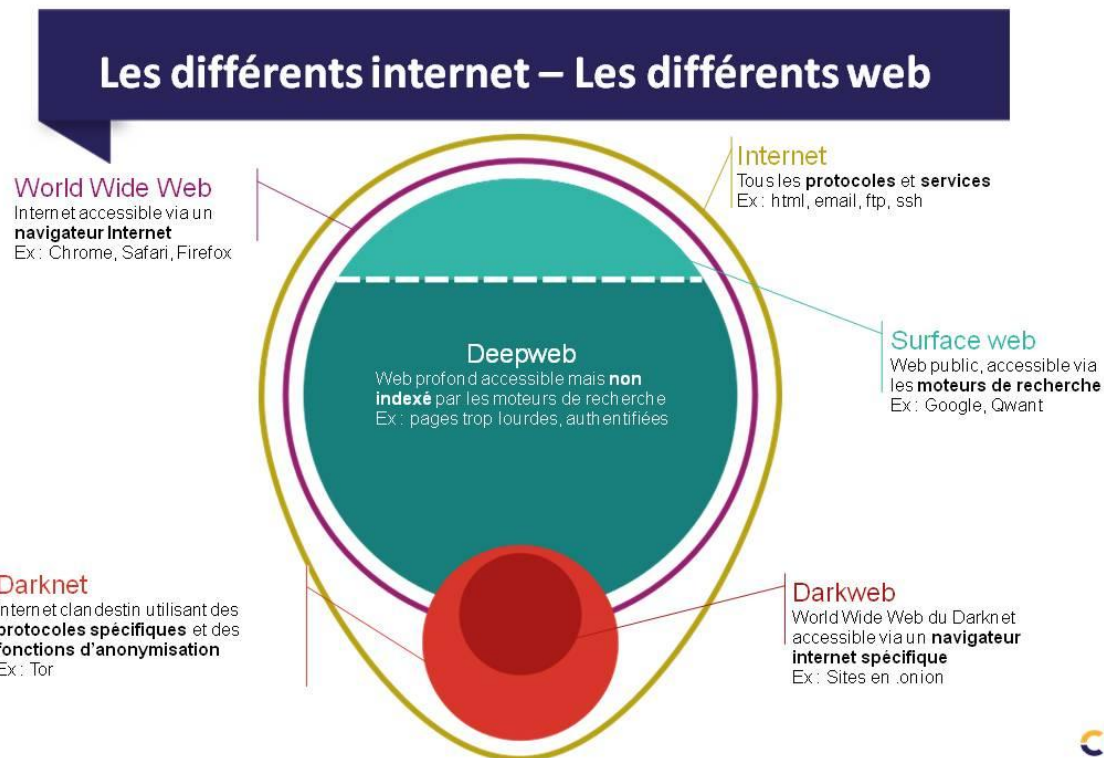 Les différents internet – Les différents web
World Wide Web
Internet accessible via un
navigateur Internet
Ex : Chrome, Safari, Firefox
Internet
Tous les protocoles et services
Ex : html, email, ftp, ssh
Surface web
Web public, accessible via
les moteurs de recherche
Ex : Google, Qwant
Deepweb
Web profond accessible mais non
indexé par les moteurs de recherche
Ex : pages trop lourdes, authentifiées
Darknet
Internet clandestin utilisant des
protocoles spécifiques et des
fonctions d'anonymisation
Ex : Tor
Darkweb
World Wide Web du Darknet
accessible via un navigateur
internet spécifique
Ex : Sites en .onion